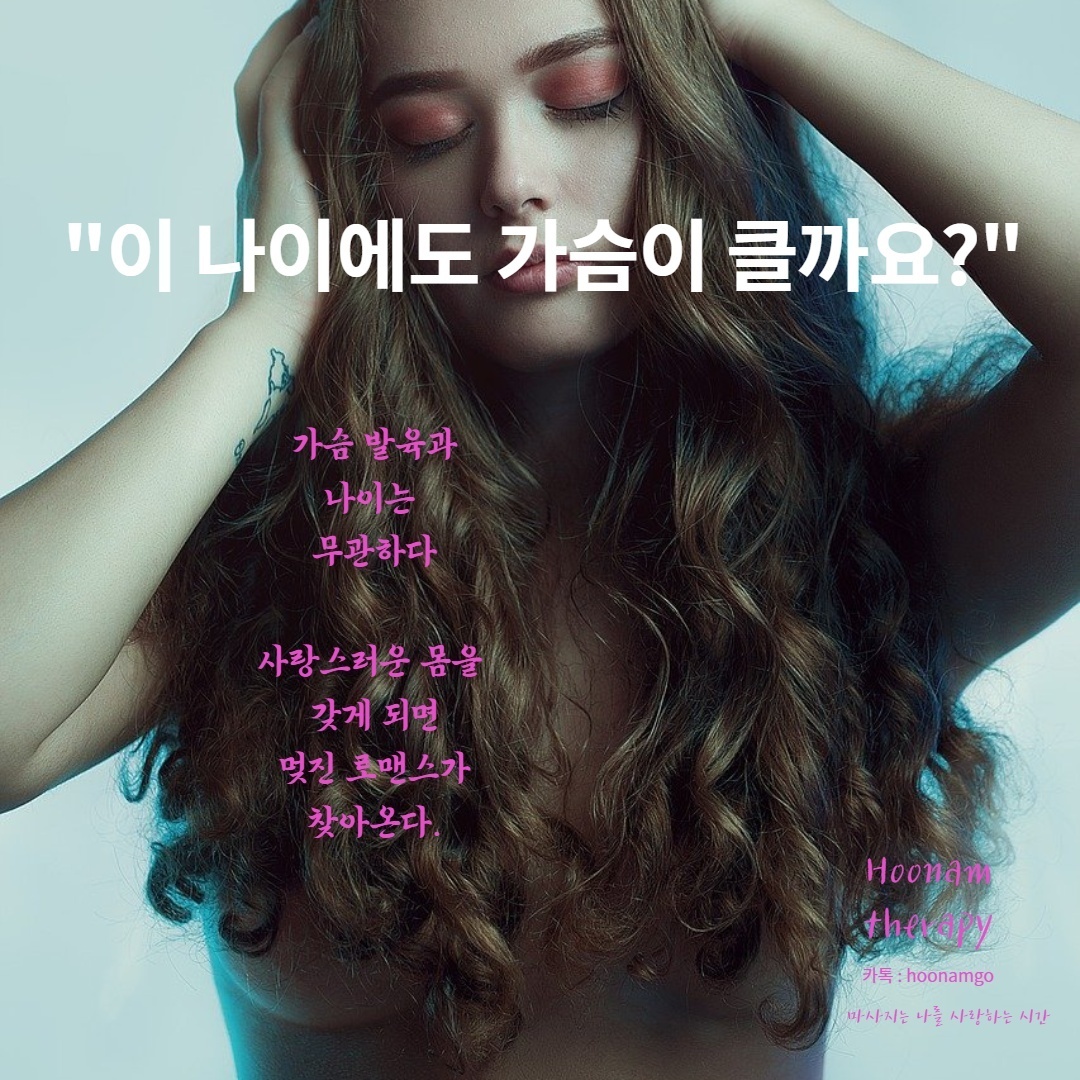 "이 나이에도 가슴이 클까요?"
가슴 발육과
나이는
무관하다
사랑스러운 몸을
갖게 되면
멋진 로맨스가
찾아온다.
Hoonam
therapy
카톡 : hoonamgo
마사지는 나를 사랑하는 시간